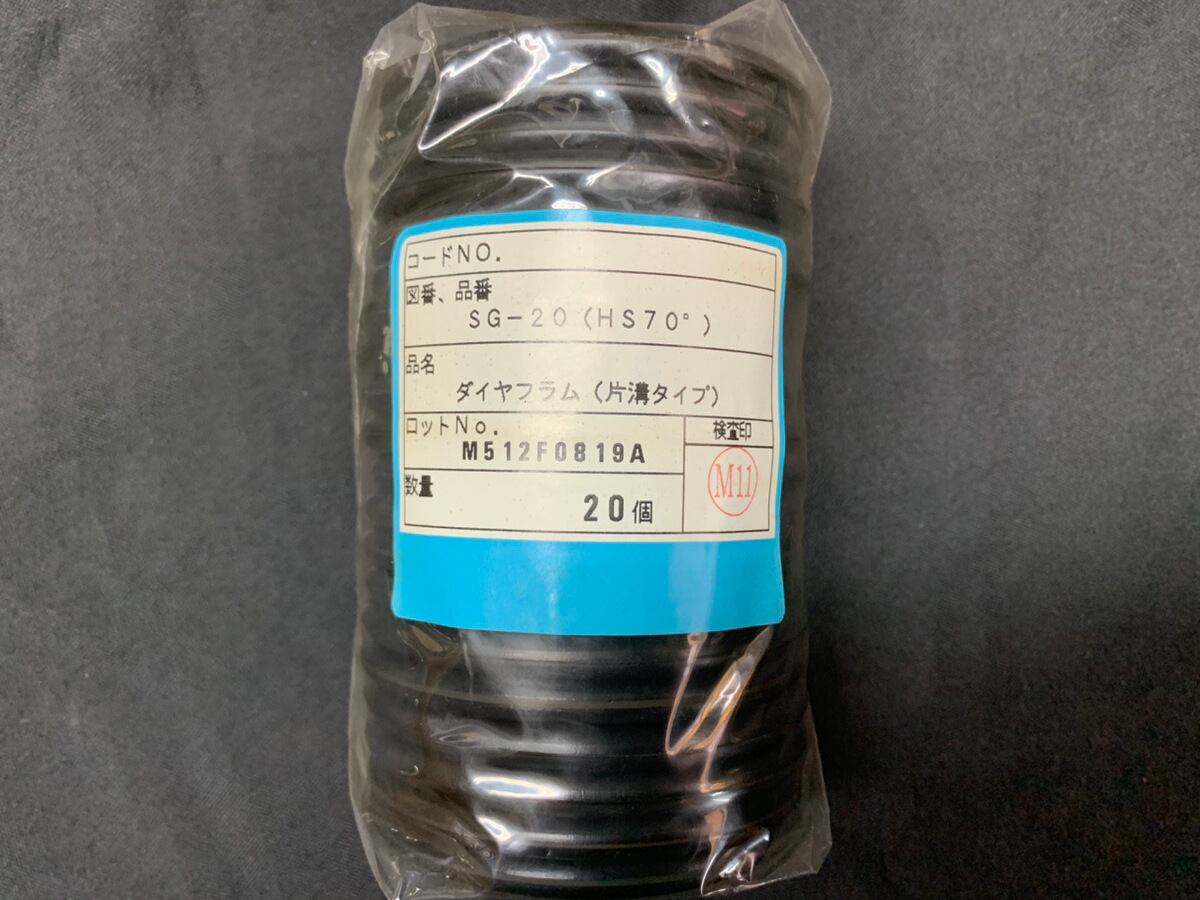 コードNO.
図番、品番
SG-20(HS70°)
品名
ダイヤフラム(片溝タイプ)
ロットNo.
M512F0819A
検査印
M11
数量
20個